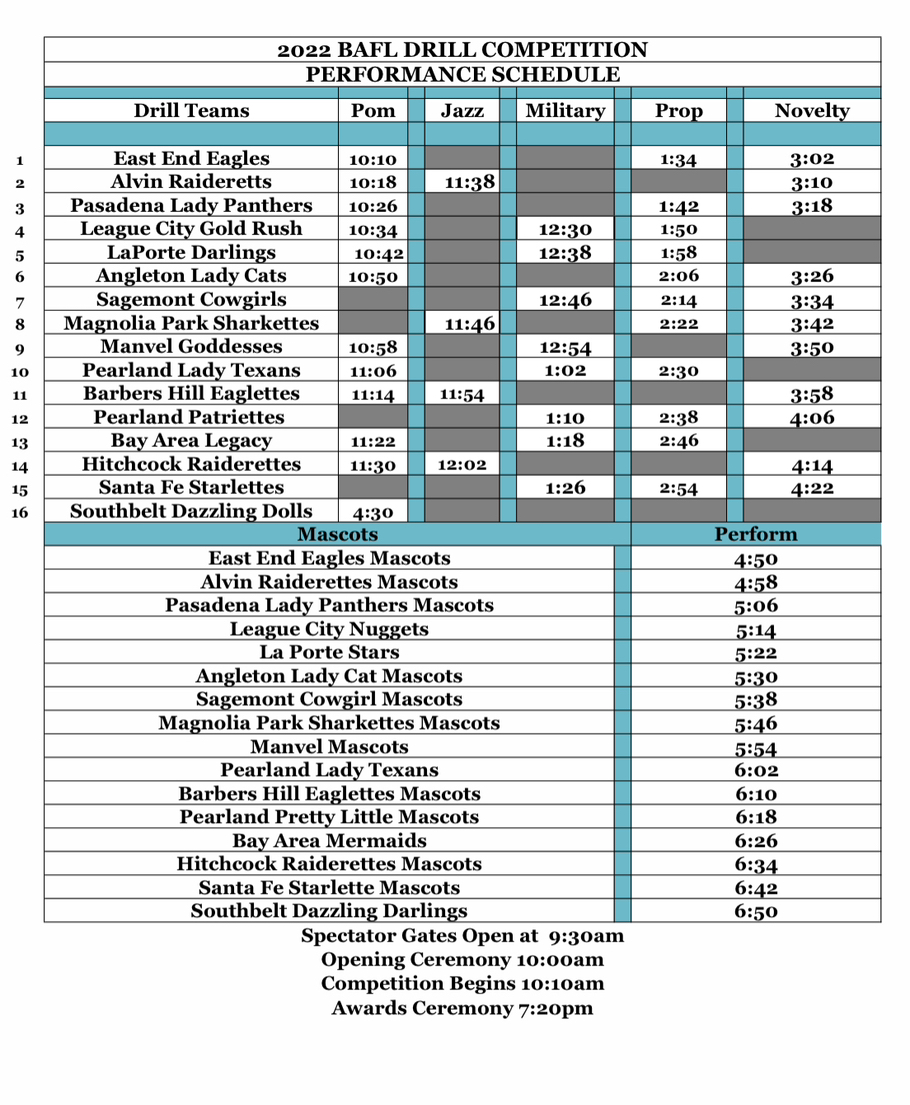 2022 BAFL DRILL COMPETITION
PERFORMANCE SCHEDULE
Drill Teams Pom Jazz Military Prop Novelty
1 East End Eagles 10:10 1:34 3:02
2 Alvin Raideretts 10:18 11:38 3:10
3 Pasadena Lady Panthers 10:26 1:42 3:18
4 League City Gold Rush 10:34 12:30 1:50
5 LaPorte Darlings 10:42 12:38 1:58
6 Angleton Lady Cats 10:50 2:06 3:26
7 Sagemont Cowgirls 12:46 2:14 3:34
8 Magnolia Park Sharkettes 11:46 2:22 3:42
9 Manvel Goddesses 10:58 12:54 3:50
10 Pearland Lady Texans 11:06 1:02 2:30
11 Barbers Hill Eaglettes 11:14 11:54 3:58
12 Pearland Patriettes 1:10 2:38 4:06
13 Bay Area Legacy 11:22 1:18 2:46
14 Hitchcock Raiderettes 11:30 12:02 4:14
15 Santa Fe Starlettes 1:26 2:54 4:22
16 Southbelt Dazzling Dolls 4:30
Mascots Perform
East End Eagles Mascots 4:50
Alvin Raiderettes Mascots 4:58
Pasadena Lady Panthers Mascots 5:06
League City Nuggets 5:14
La Porte Stars 5:22
Angleton Lady Cat Mascots 5:30
Sagemont Cowgirl Mascots 5:38
Magnolia Park Sharkettes Mascots 5:46
Manvel Mascots 5:54
Pearland Lady Texans 6:02
Barbers Hill Eaglettes Mascots 6:10
Pearland Pretty Little Mascots 6:18
Bay Area Mermaids 6:26
Hitchcock Raiderettes Mascots 6:34
Santa Fe Starlette Mascots 6:42
Southbelt Dazzling Darlings 6:50
Spectator Gates Open at 9:30am
Opening Ceremony 10:00am
Competition Begins 10:10am
Awards Ceremony 7:20pm